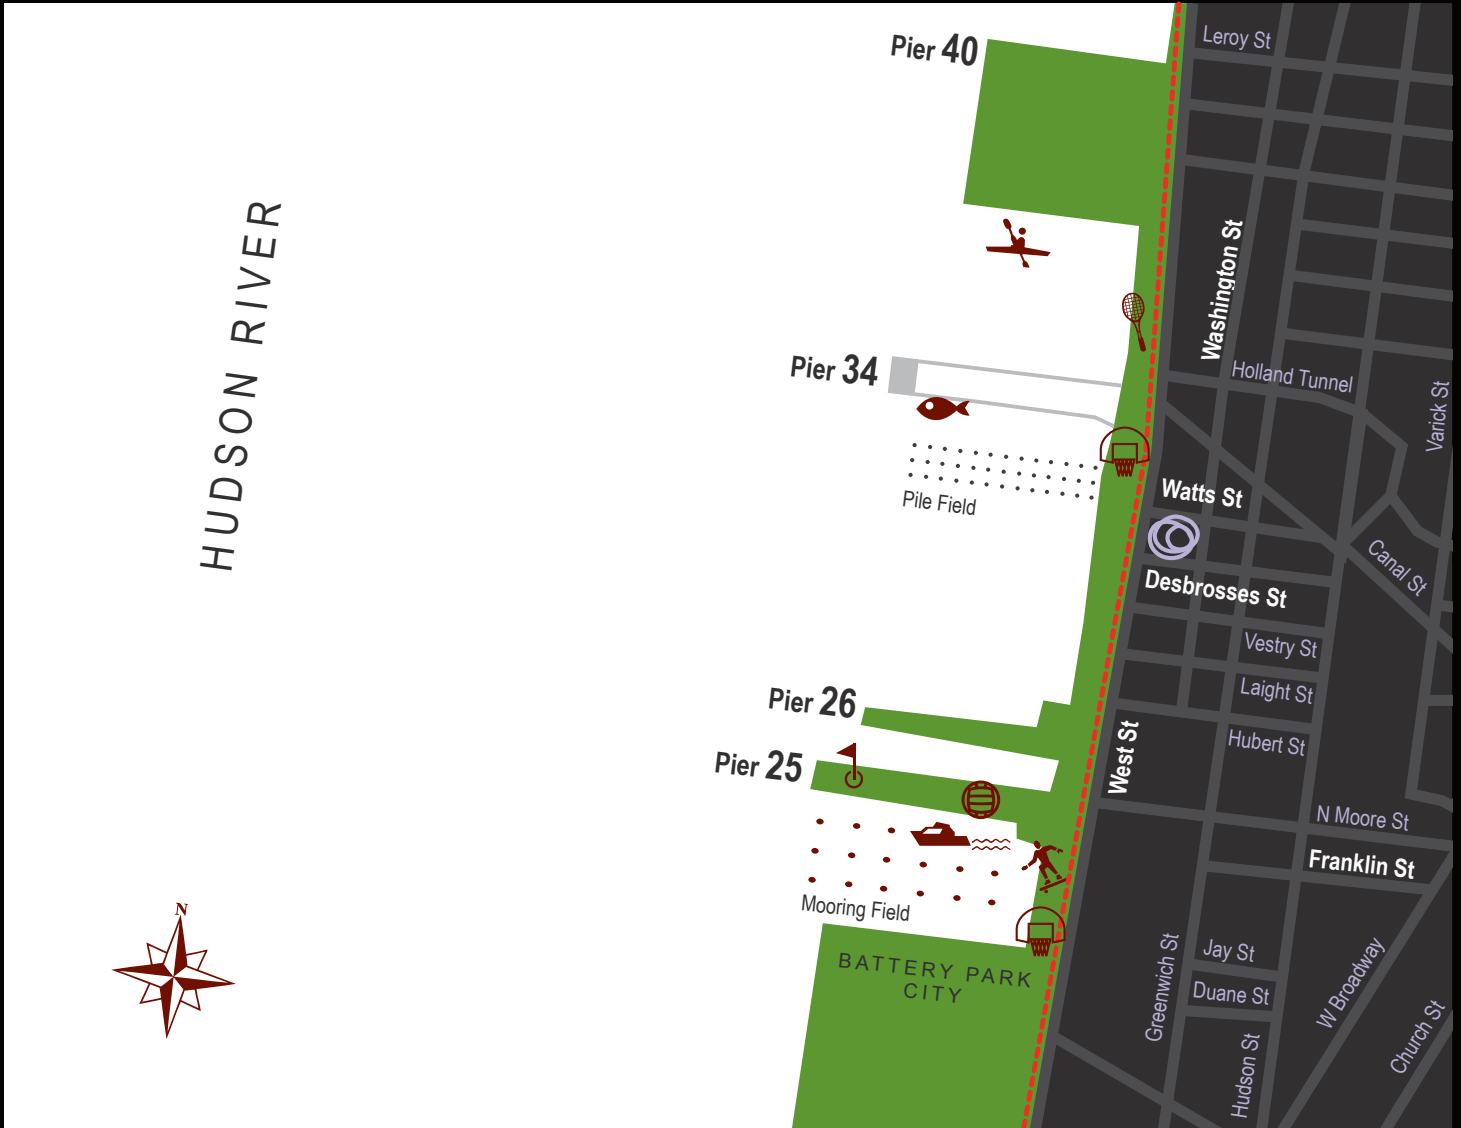 Leroy St
Pier 40
HUDSON RIVER
Washington St
Pier 34
Holland Tunnel
Varick St
Pile Field
Watts St
Canal St
Desbrosses St
Vestry St
Laight St
Pier 26
Hubert St
West St
Pier 25
N Moore St
Franklin St
Mooring Field
N
BATTERY PARK
CITY
Greenwich St
Jay St
Duane St
W Broadway
Church St
Hudson St